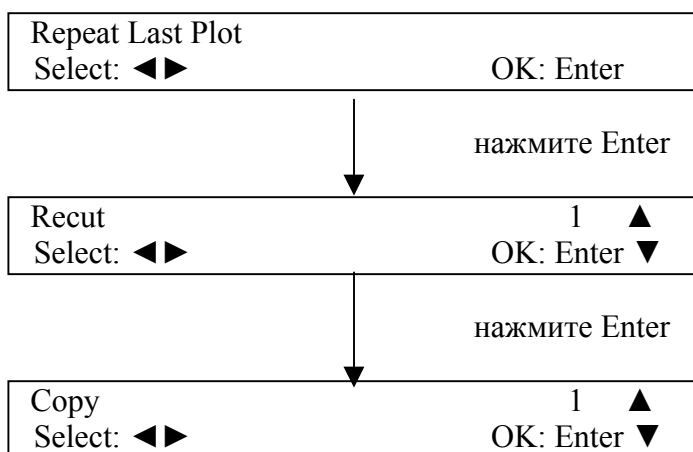 Repeat Last Plot
Select: ◄► OK: Enter
нажмите Enter
Recut 1 ▲
Select: ◄► OK: Enter ▼
нажмите Enter
Copy 1 ▲
Select: ◄► OK: Enter ▼